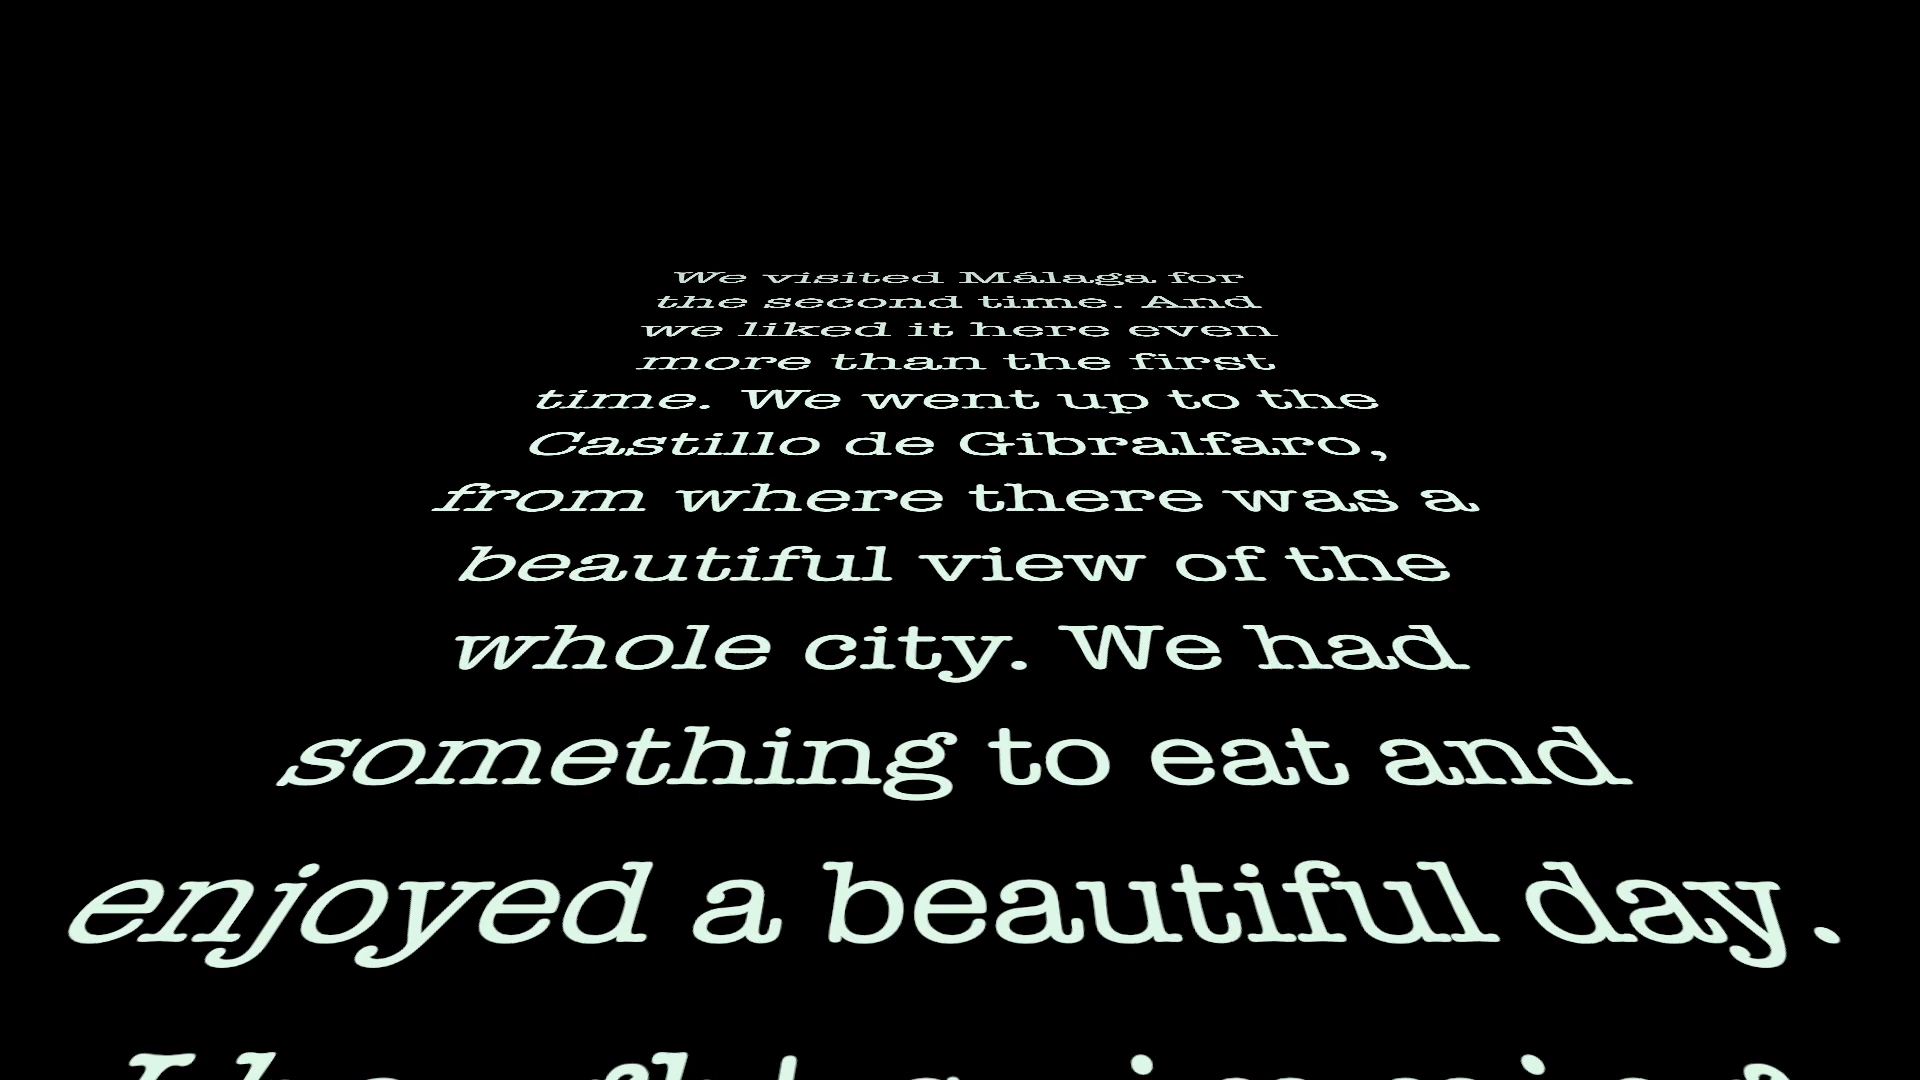 We visited Málaga for
the second time. And
we liked it here even
more than the first
time. We went up to the
Castillo de Gibralfaro,
from where there was a
beautiful view of the
whole city. We had
something to eat and
enjoyed a beautiful day.